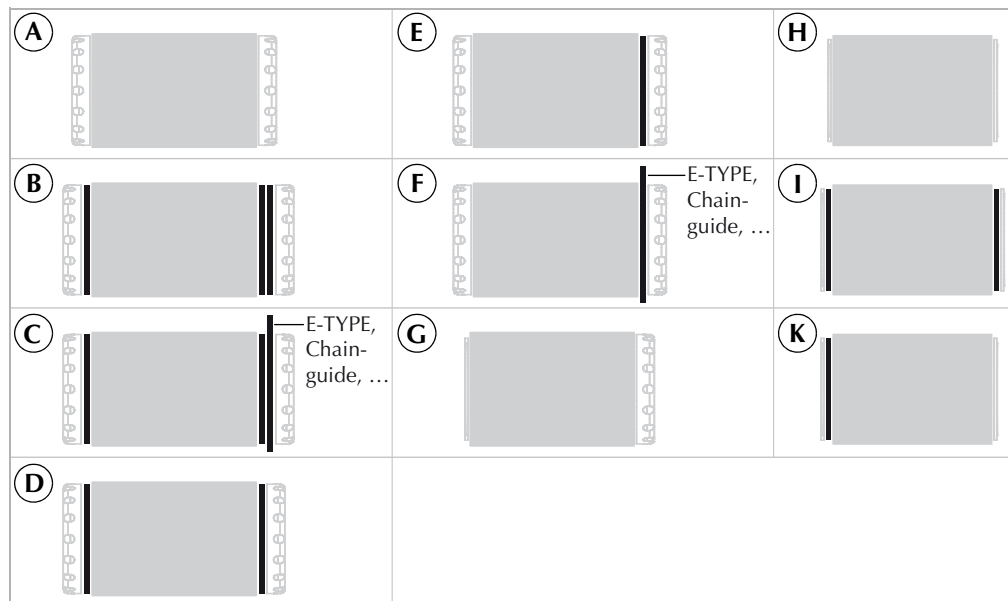 A
E
H
B
F
E-TYPE,
Chain-
guide, …
I
C
E-TYPE,
Chain-
guide, …
G
K
D